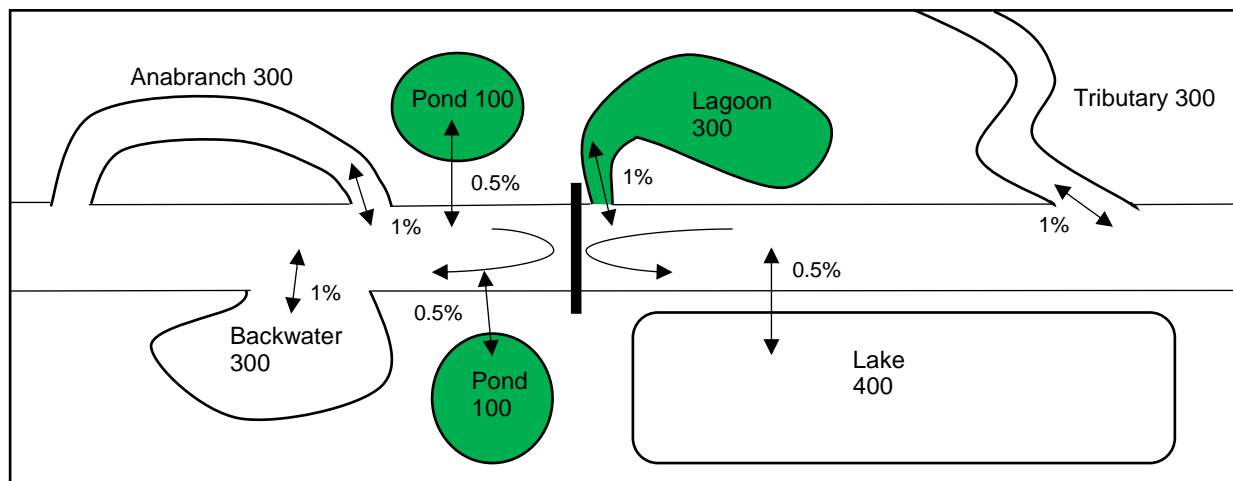 Anabranch 300
Pond 100
Lagoon
300
Tributary 300
0.5%
1%
1%
1%
0.5%
1%
0.5%
Backwater
300
Pond
100
Lake
400